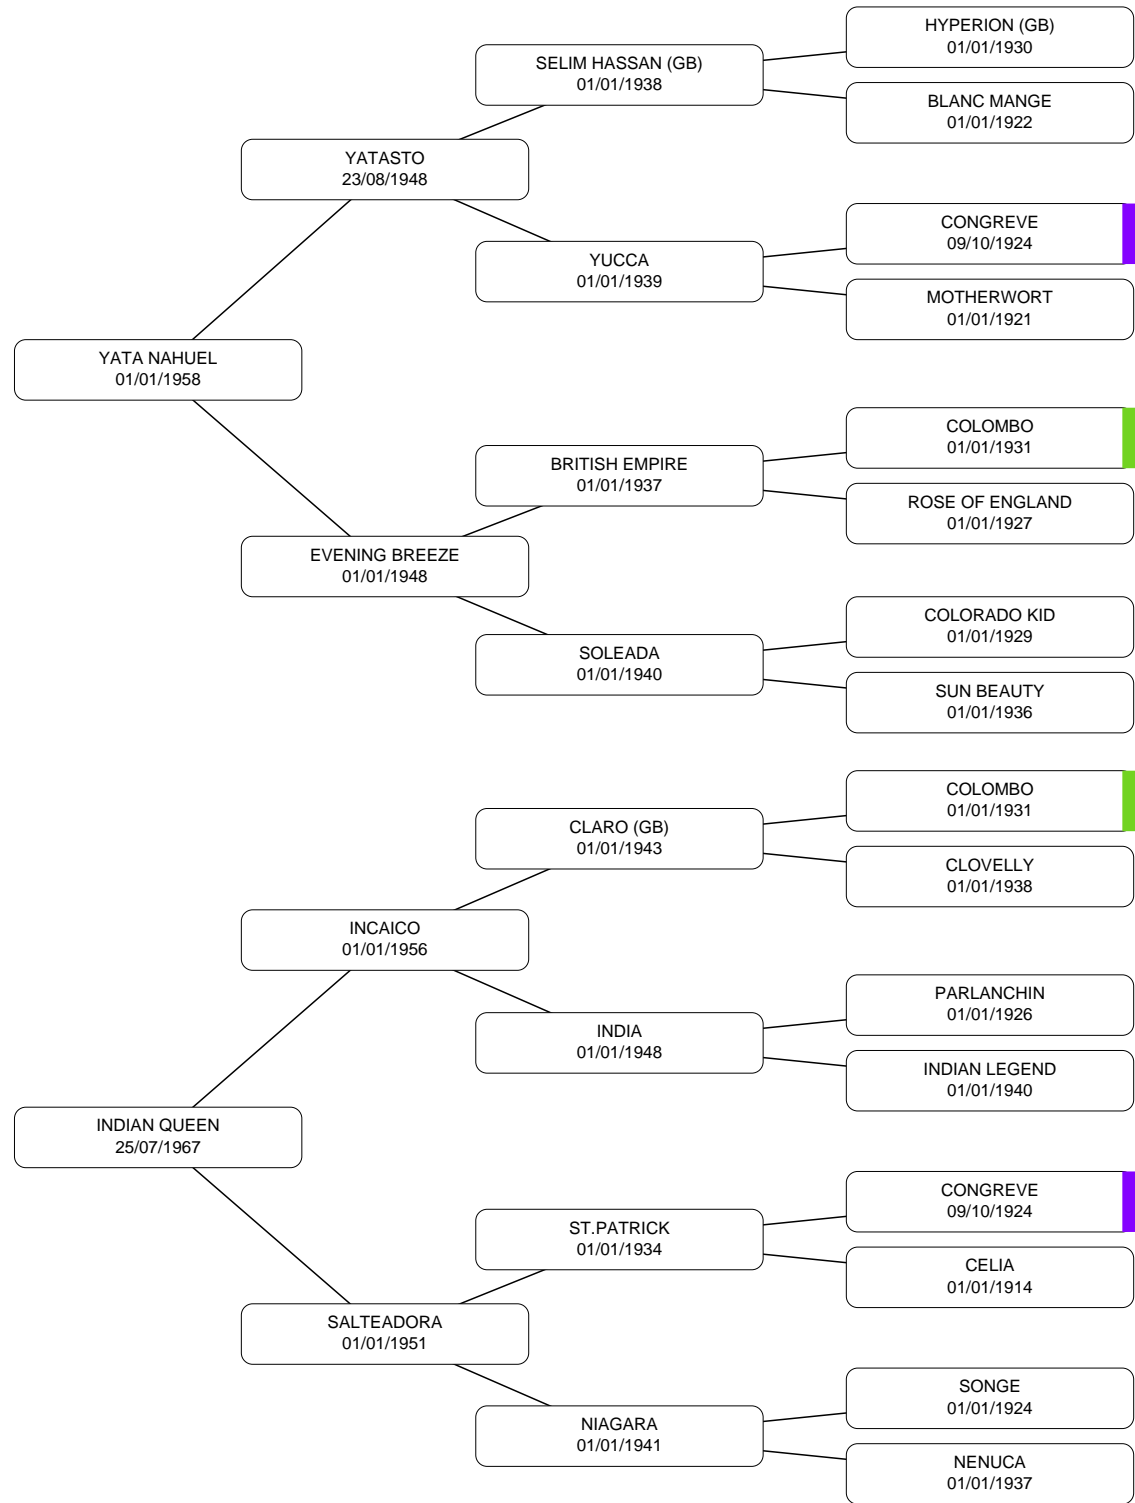 HYPERION (GB)
01/01/1930
SELIM HASSAN (GB)
01/01/1938
BLANC MANGE
01/01/1922
YATASTO
23/08/1948
CONGREVE
09/10/1924
YUCCA
01/01/1939
MOTHERWORT
01/01/1921
YATA NAHUEL
01/01/1958
COLOMBO
01/01/1931
BRITISH EMPIRE
01/01/1937
ROSE OF ENGLAND
01/01/1927
EVENING BREEZE
01/01/1948
COLORADO KID
01/01/1929
SOLEADA
01/01/1940
SUN BEAUTY
01/01/1936
COLOMBO
01/01/1931
CLARO (GB)
01/01/1943
CLOVELLY
01/01/1938
INCAICO
01/01/1956
PARLANCHIN
01/01/1926
INDIA
01/01/1948
INDIAN LEGEND
01/01/1940
INDIAN QUEEN
25/07/1967
CONGREVE
09/10/1924
ST.PATRICK
01/01/1934
CELIA
01/01/1914
SALTEADORA
01/01/1951
SONGE
01/01/1924
NIAGARA
01/01/1941
NENUCA
01/01/1937